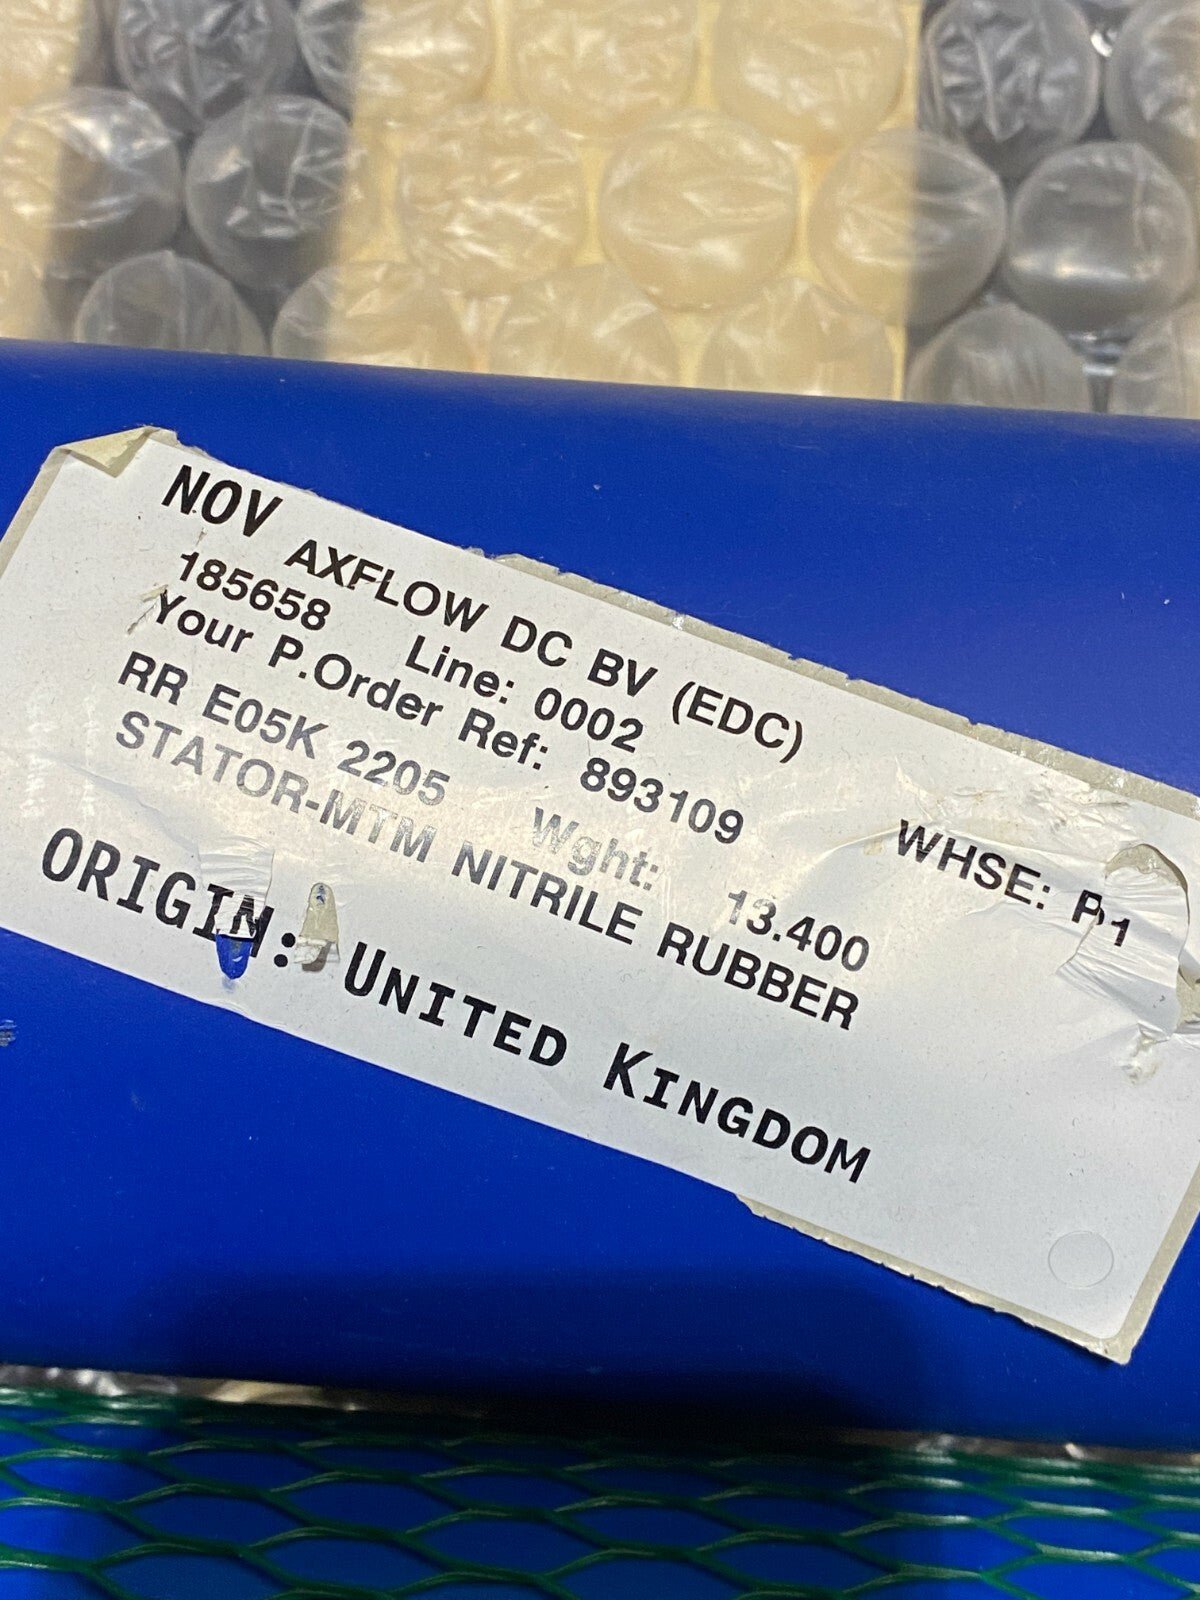 NOV AXFLOW DC BV (EDC)
185658 Line: 0002
Your P.Order Ref: 893109 WHSE: P1
RR E05K 2205 Wght: 13.400
STATOR-MTM NITRILE RUBBER
ORIGIN: UNITED KINGDOM